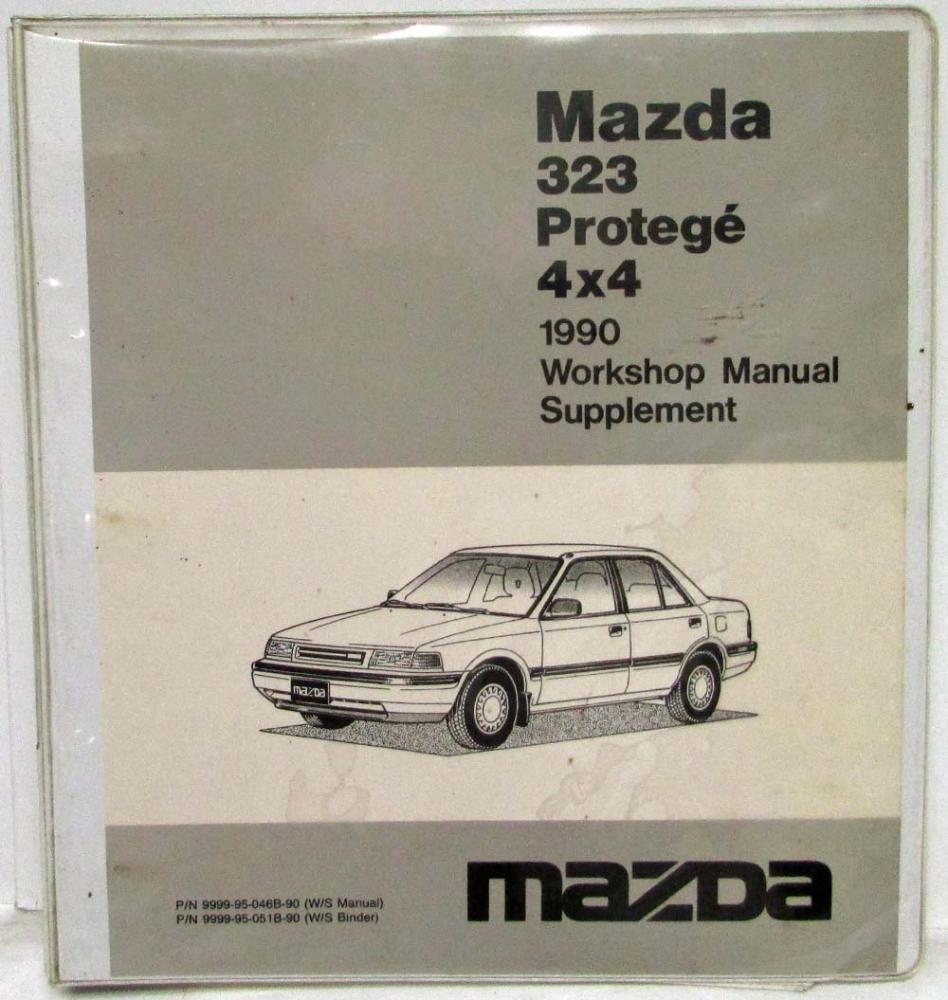 Mazda
323
Protegé
4x4
1990
Workshop Manual
Supplement
mazda
P/N 9999-95-046B-90 (W/S Manual)
P/N 9999-95-051B-90 (W/S Binder)
mazda